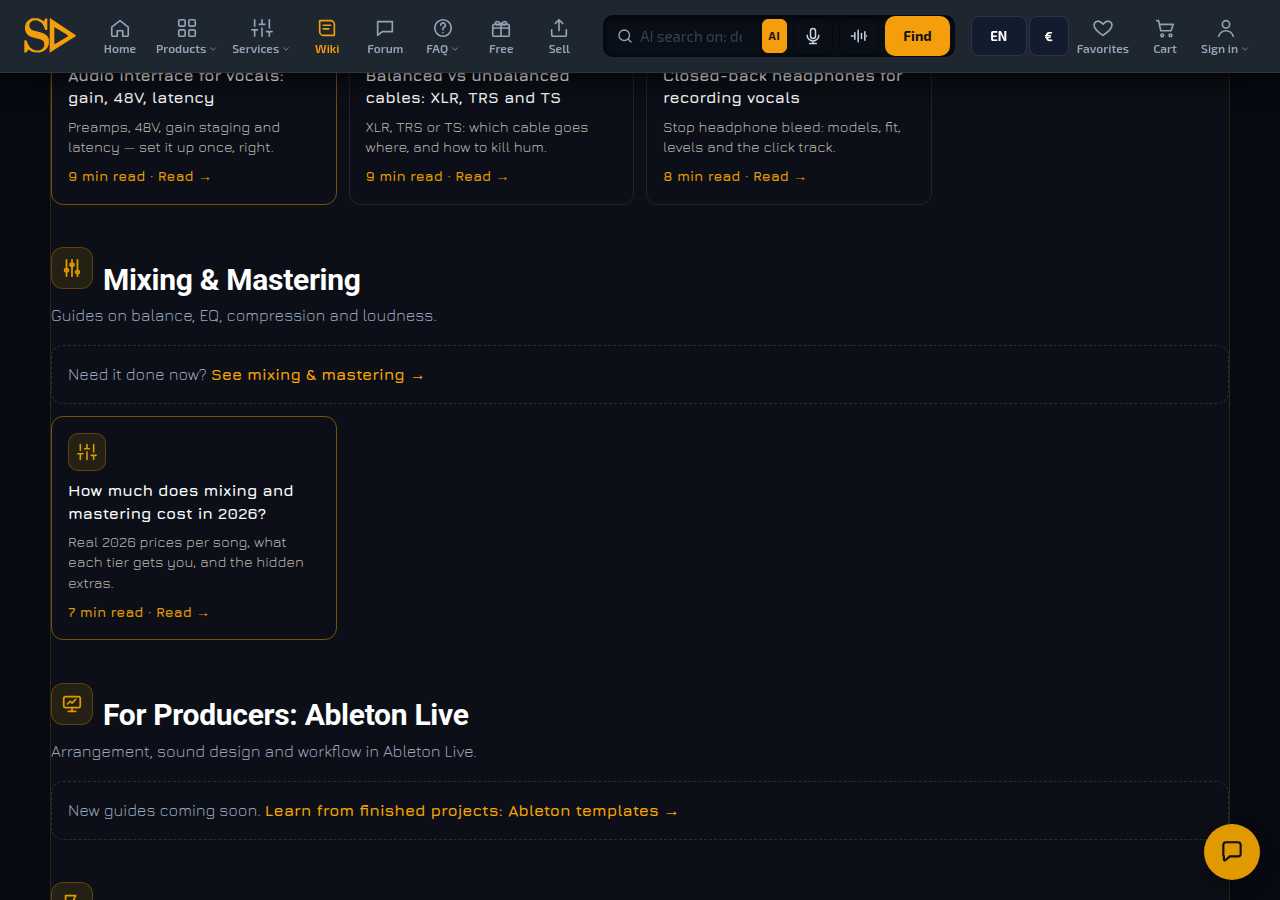 SD
Home
Products
Services
Wiki
Forum
FAQ
Free
Sell
AI search on: de
AI
Find
EN
€
Favorites
Cart
Sign in
Audio interface for vocals:
gain, 48V, latency
Preamps, 48V, gain staging and
latency — set it up once, right.
9 min read · Read →
Balanced vs unbalanced
cables: XLR, TRS and TS
XLR, TRS or TS: which cable goes
where, and how to kill hum.
9 min read · Read →
Closed-back headphones for
recording vocals
Stop headphone bleed: models, fit,
levels and the click track.
8 min read · Read →
Mixing & Mastering
Guides on balance, EQ, compression and loudness.
Need it done now? See mixing & mastering →
How much does mixing and
mastering cost in 2026?
Real 2026 prices per song, what
each tier gets you, and the hidden
extras.
7 min read · Read →
For Producers: Ableton Live
Arrangement, sound design and workflow in Ableton Live.
New guides coming soon. Learn from finished projects: Ableton templates →